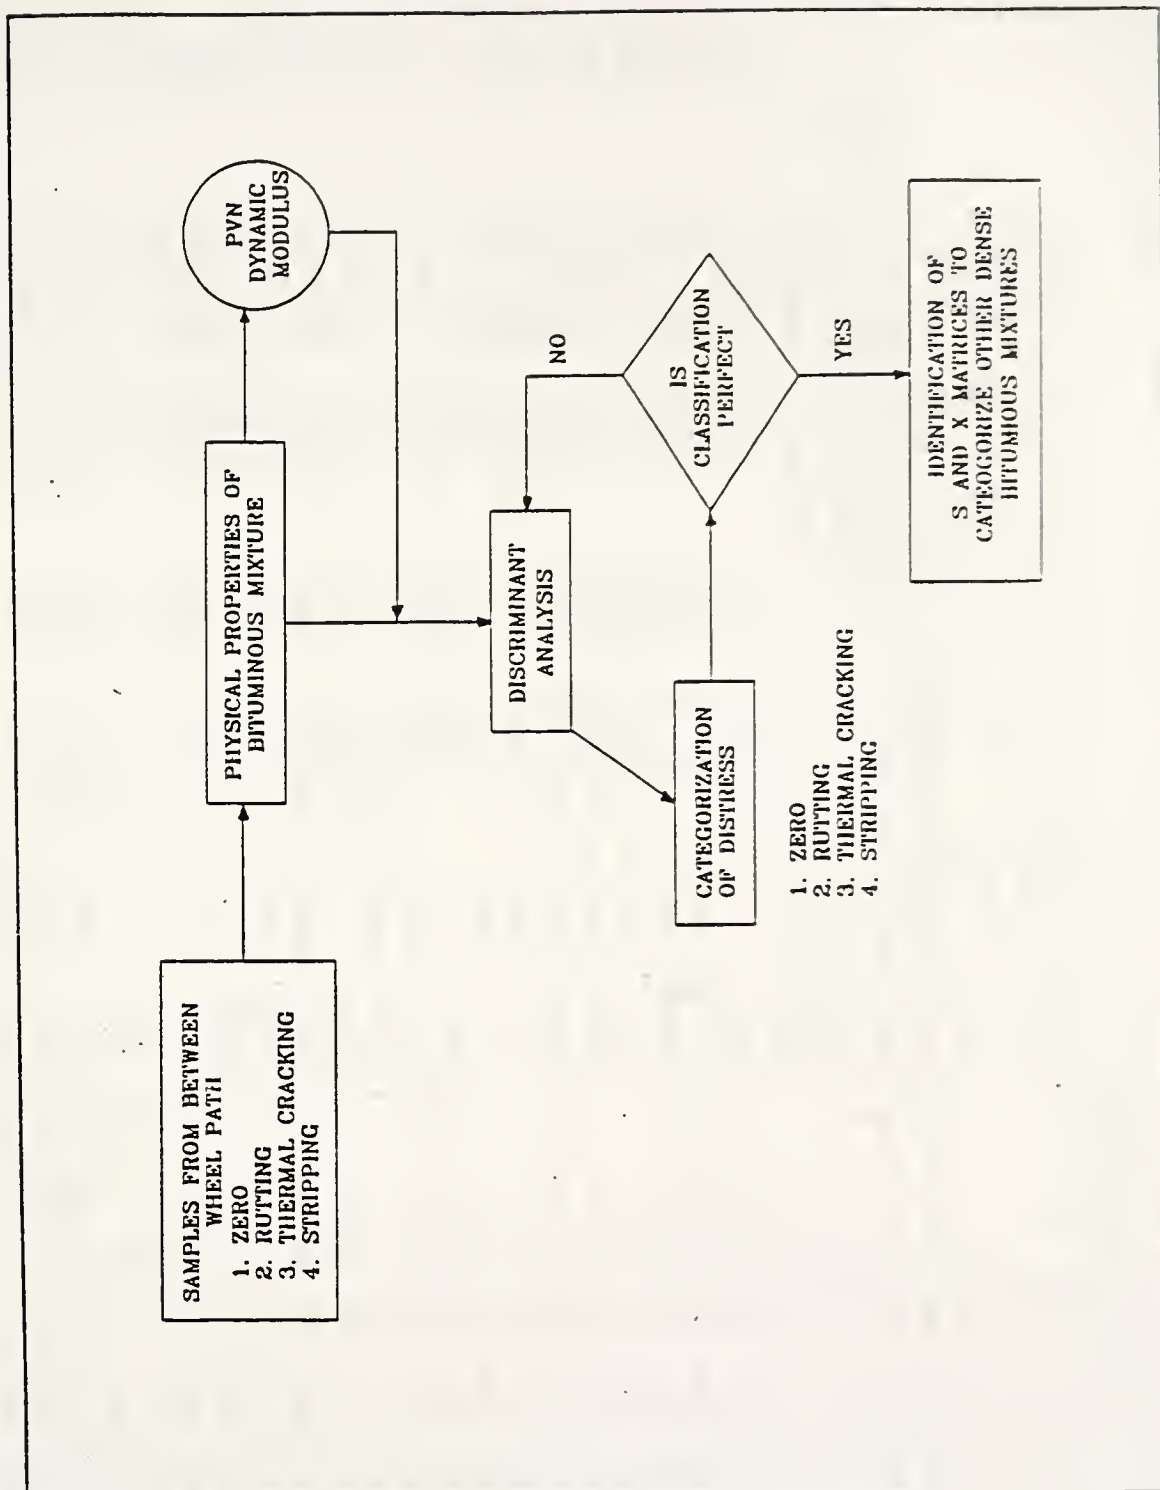 SAMPLES FROM BETWEEN
WHEEL PATH
1. ZERO
2. RUTTING
3. THERMAL CRACKING
4. STRIPPING
PHYSICAL PROPERTIES OF
BITUMINOUS MIXTURE
PVN
DYNAMIC
MODULUS
DISCRIMINANT
ANALYSIS
CATEGORIZATION
OF DISTRESS
1. ZERO
2. RUTTING
3. THERMAL CRACKING
4. STRIPPING
IS
CLASSIFICATION
PERFECT
NO
YES
IDENTIFICATION OF
S AND X MATRICES TO
CATEOGORIZE OTHER DENSE
BITUMIOUS MIXTURES